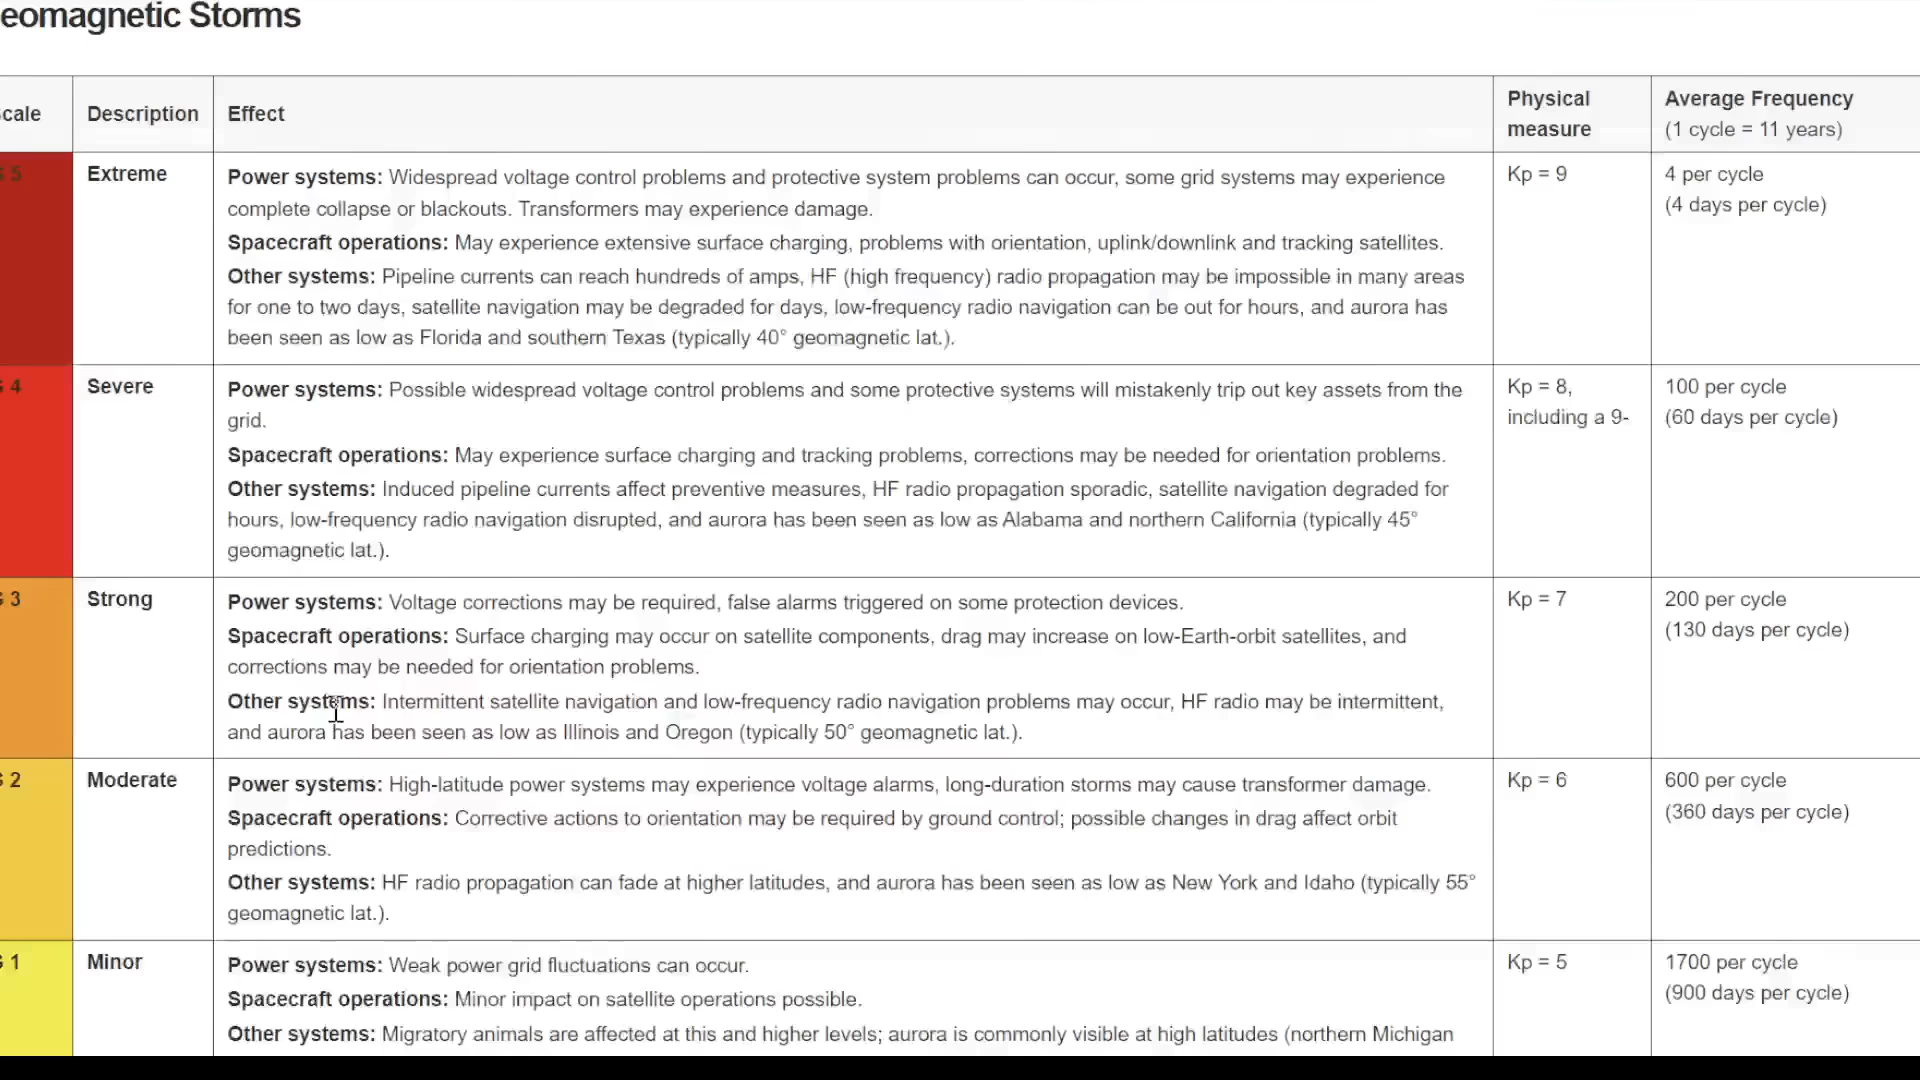 eomagnetic Storms
cale Description Effect Physical measure Average Frequency (1 cycle = 11 years)
G 5 Extreme
Power systems: Widespread voltage control problems and protective system problems can occur, some grid systems may experience
complete collapse or blackouts. Transformers may experience damage.
Spacecraft operations: May experience extensive surface charging, problems with orientation, uplink/downlink and tracking satellites.
Other systems: Pipeline currents can reach hundreds of amps, HF (high frequency) radio propagation may be impossible in many areas
for one to two days, satellite navigation may be degraded for days, low-frequency radio navigation can be out for hours, and aurora has
been seen as low as Florida and southern Texas (typically 40° geomagnetic lat.).
Kp = 9
4 per cycle
(4 days per cycle)
G 4 Severe
Power systems: Possible widespread voltage control problems and some protective systems will mistakenly trip out key assets from the
grid.
Spacecraft operations: May experience surface charging and tracking problems, corrections may be needed for orientation problems.
Other systems: Induced pipeline currents affect preventive measures, HF radio propagation sporadic, satellite navigation degraded for
hours, low-frequency radio navigation disrupted, and aurora has been seen as low as Alabama and northern California (typically 45°
geomagnetic lat.).
Kp = 8,
including a 9-
100 per cycle
(60 days per cycle)
G 3 Strong
Power systems: Voltage corrections may be required, false alarms triggered on some protection devices.
Spacecraft operations: Surface charging may occur on satellite components, drag may increase on low-Earth-orbit satellites, and
corrections may be needed for orientation problems.
Other systems: Intermittent satellite navigation and low-frequency radio navigation problems may occur, HF radio may be intermittent,
and aurora has been seen as low as Illinois and Oregon (typically 50° geomagnetic lat.).
Kp = 7
200 per cycle
(130 days per cycle)
G 2 Moderate
Power systems: High-latitude power systems may experience voltage alarms, long-duration storms may cause transformer damage.
Spacecraft operations: Corrective actions to orientation may be required by ground control; possible changes in drag affect orbit
predictions.
Other systems: HF radio propagation can fade at higher latitudes, and aurora has been seen as low as New York and Idaho (typically 55°
geomagnetic lat.).
Kp = 6
600 per cycle
(360 days per cycle)
G 1 Minor
Power systems: Weak power grid fluctuations can occur.
Spacecraft operations: Minor impact on satellite operations possible.
Other systems: Migratory animals are affected at this and higher levels; aurora is commonly visible at high latitudes (northern Michigan
Kp = 5
1700 per cycle
(900 days per cycle)